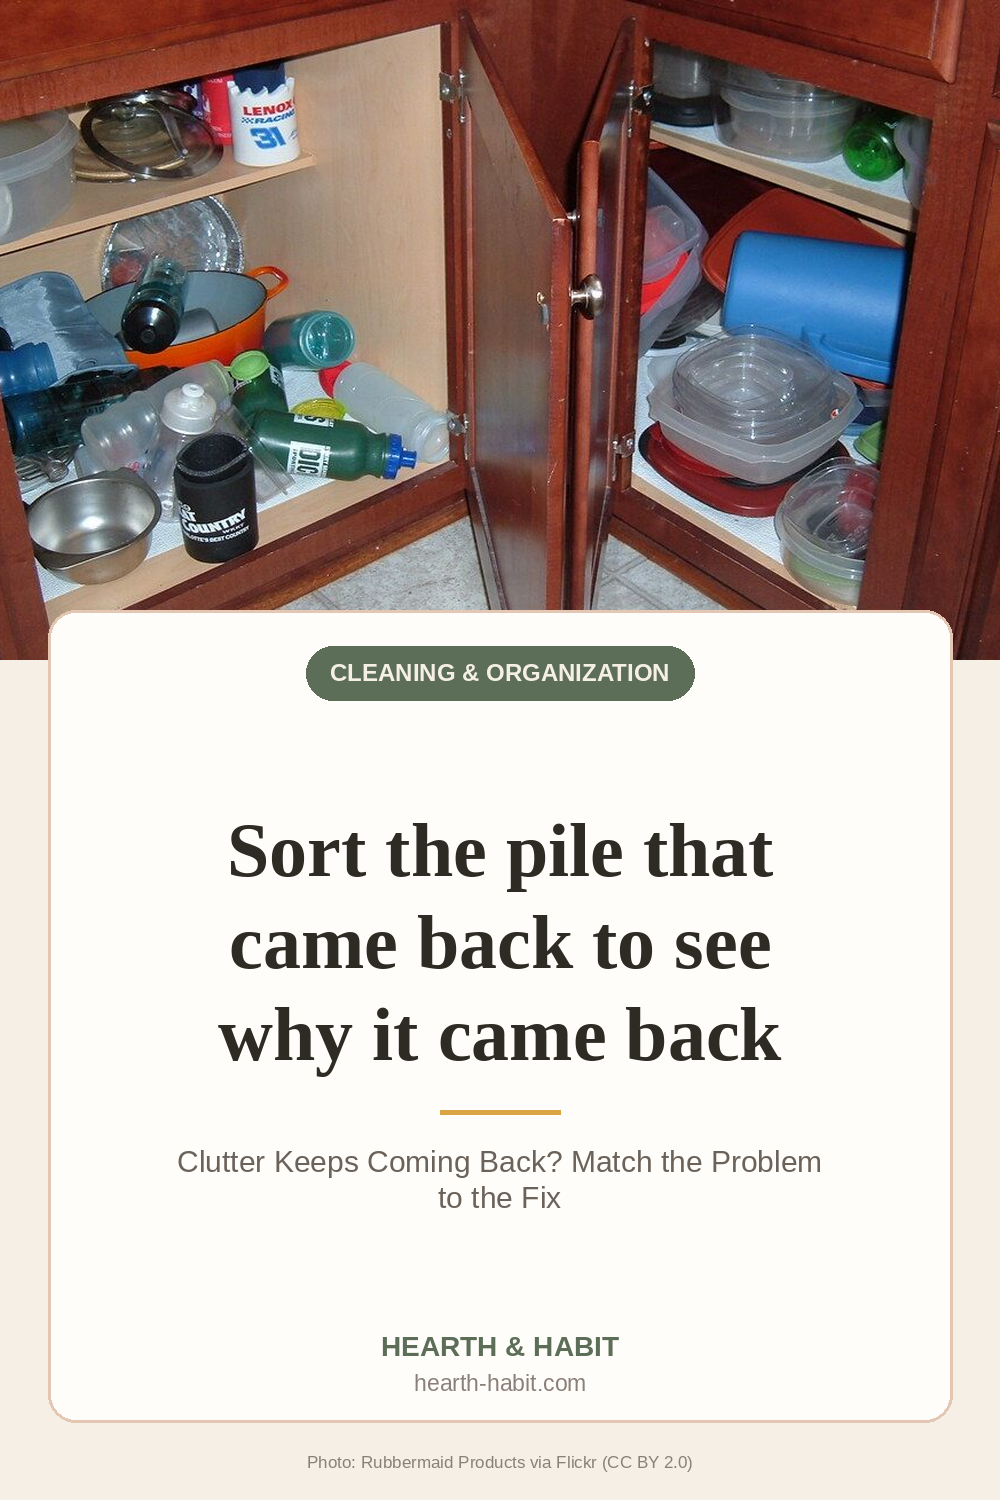 LENOX
RACING
31
COUNTRY
CLEANING & ORGANIZATION
Sort the pile that
came back to see
why it came back
Clutter Keeps Coming Back? Match the Problem
to the Fix
HEARTH & HABIT
hearth-habit.com
Photo: Rubbermaid Products via Flickr (CC BY 2.0)